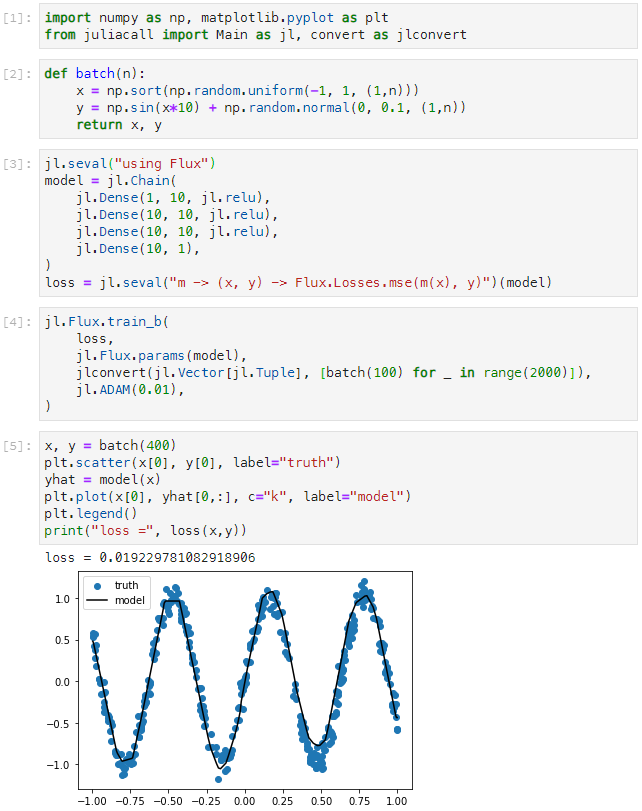 [1]: import numpy as np, matplotlib.pyplot as plt
from juliacall import Main as jl, convert as jlconvert
[2]: def batch(n):
    x = np.sort(np.random.uniform(-1, 1, (1,n)))
    y = np.sin(x*10) + np.random.normal(0, 0.1, (1,n))
    return x, y
[3]: jl.seval("using Flux")
model = jl.Chain(
    jl.Dense(1, 10, jl.relu),
    jl.Dense(10, 10, jl.relu),
    jl.Dense(10, 10, jl.relu),
    jl.Dense(10, 1),
)
loss = jl.seval("m -> (x, y) -> Flux.Losses.mse(m(x), y)")(model)
[4]: jl.Flux.train_b(
    loss,
    jl.Flux.params(model),
    jlconvert(jl.Vector[jl.Tuple], [batch(100) for _ in range(2000)]),
    jl.ADAM(0.01),
)
[5]: x, y = batch(400)
plt.scatter(x[0], y[0], label="truth")
yhat = model(x)
plt.plot(x[0], yhat[0,:], c="k", label="model")
plt.legend()
print("loss =", loss(x,y))
loss = 0.019229781082918906
truth
model
1.0
0.5
0.0
−0.5
−1.0
−1.00 −0.75 −0.50 −0.25 0.00 0.25 0.50 0.75 1.00